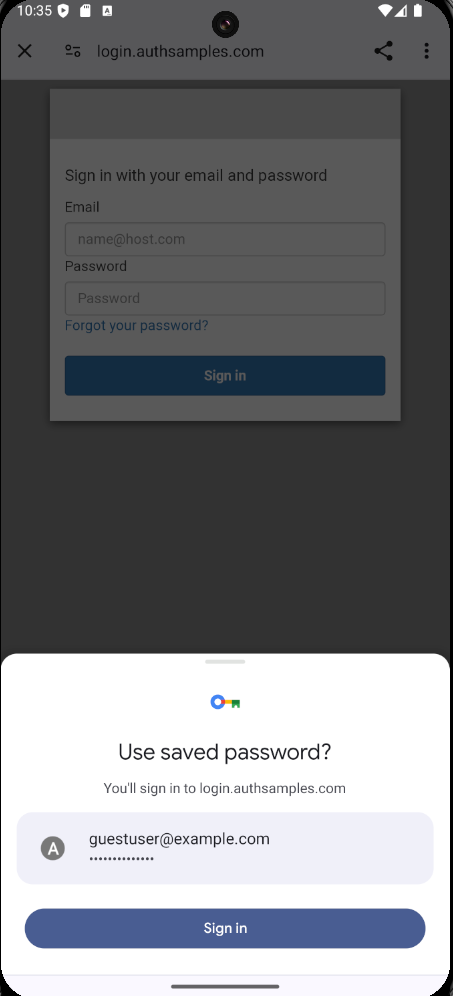 10:35
login.authsamples.com
Sign in with your email and password
Email
name@host.com
Password
Password
Forgot your password?
Sign in
Use saved password?
You'll sign in to login.authsamples.com
A
guestuser@example.com
••••••••••••••
Sign in